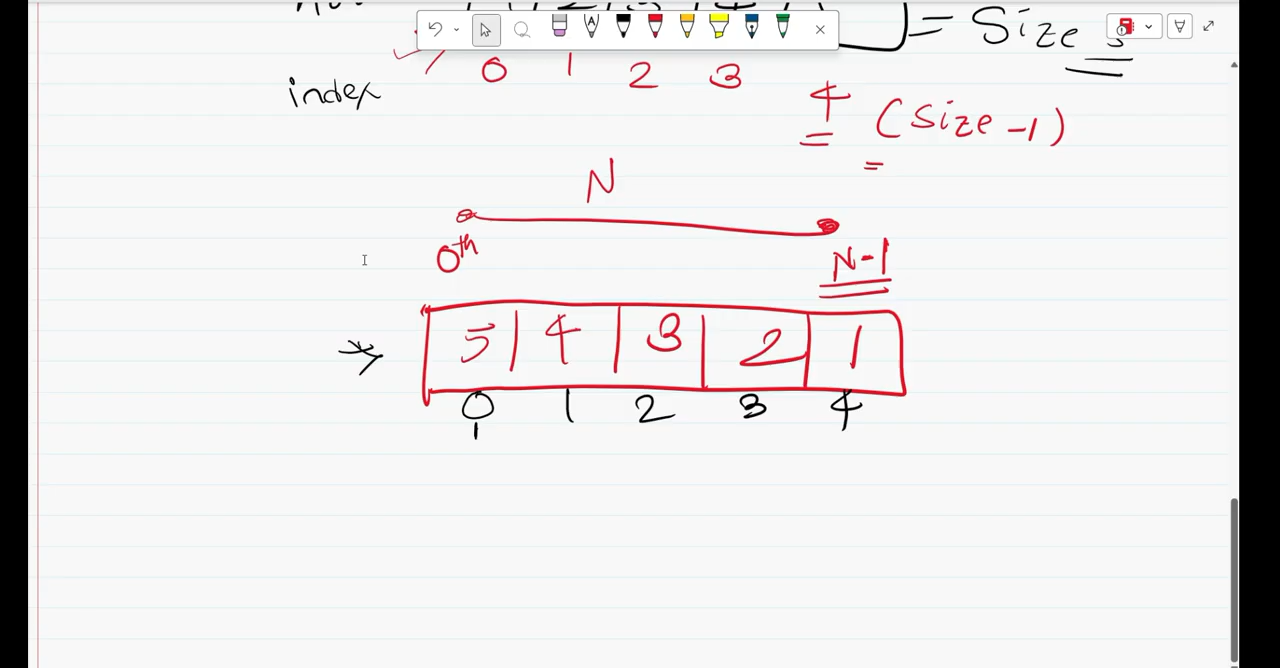 = Size 5
0 1 2 3
index
4 (Size -1)
=
N
0th N-1
5 4 3 2 1
0 1 2 3 4